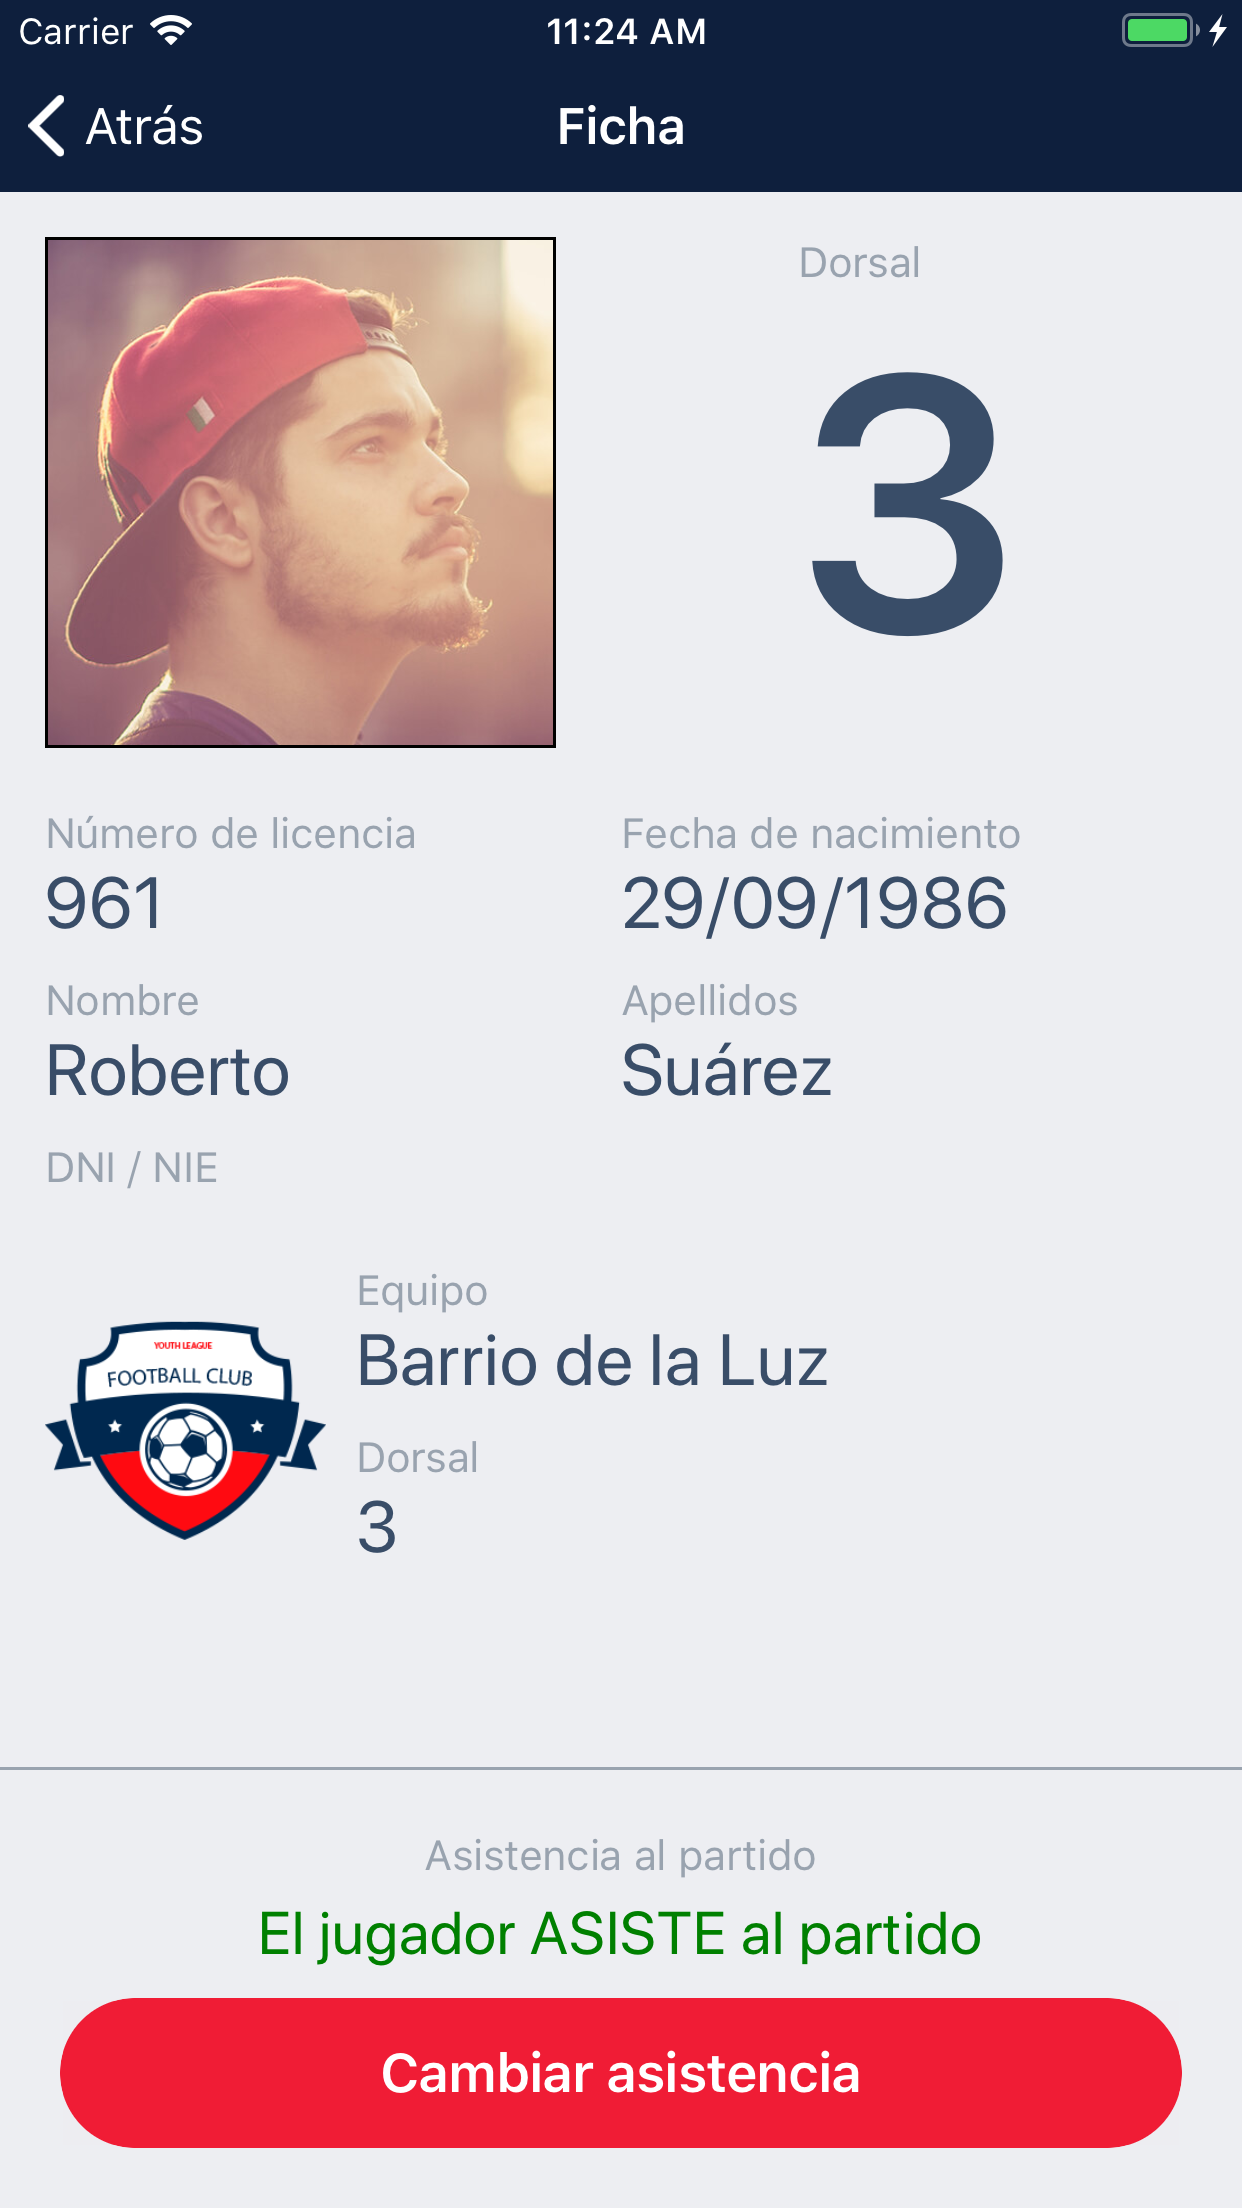 Carrier 11:24 AM
Atrás Ficha
Dorsal
3
Número de licencia Fecha de nacimiento
961 29/09/1986
Nombre Apellidos
Roberto Suárez
DNI / NIE
Equipo
Barrio de la Luz
YOUTH LEAGUE
FOOTBALL CLUB
Dorsal
3
Asistencia al partido
El jugador ASISTE al partido
Cambiar asistencia